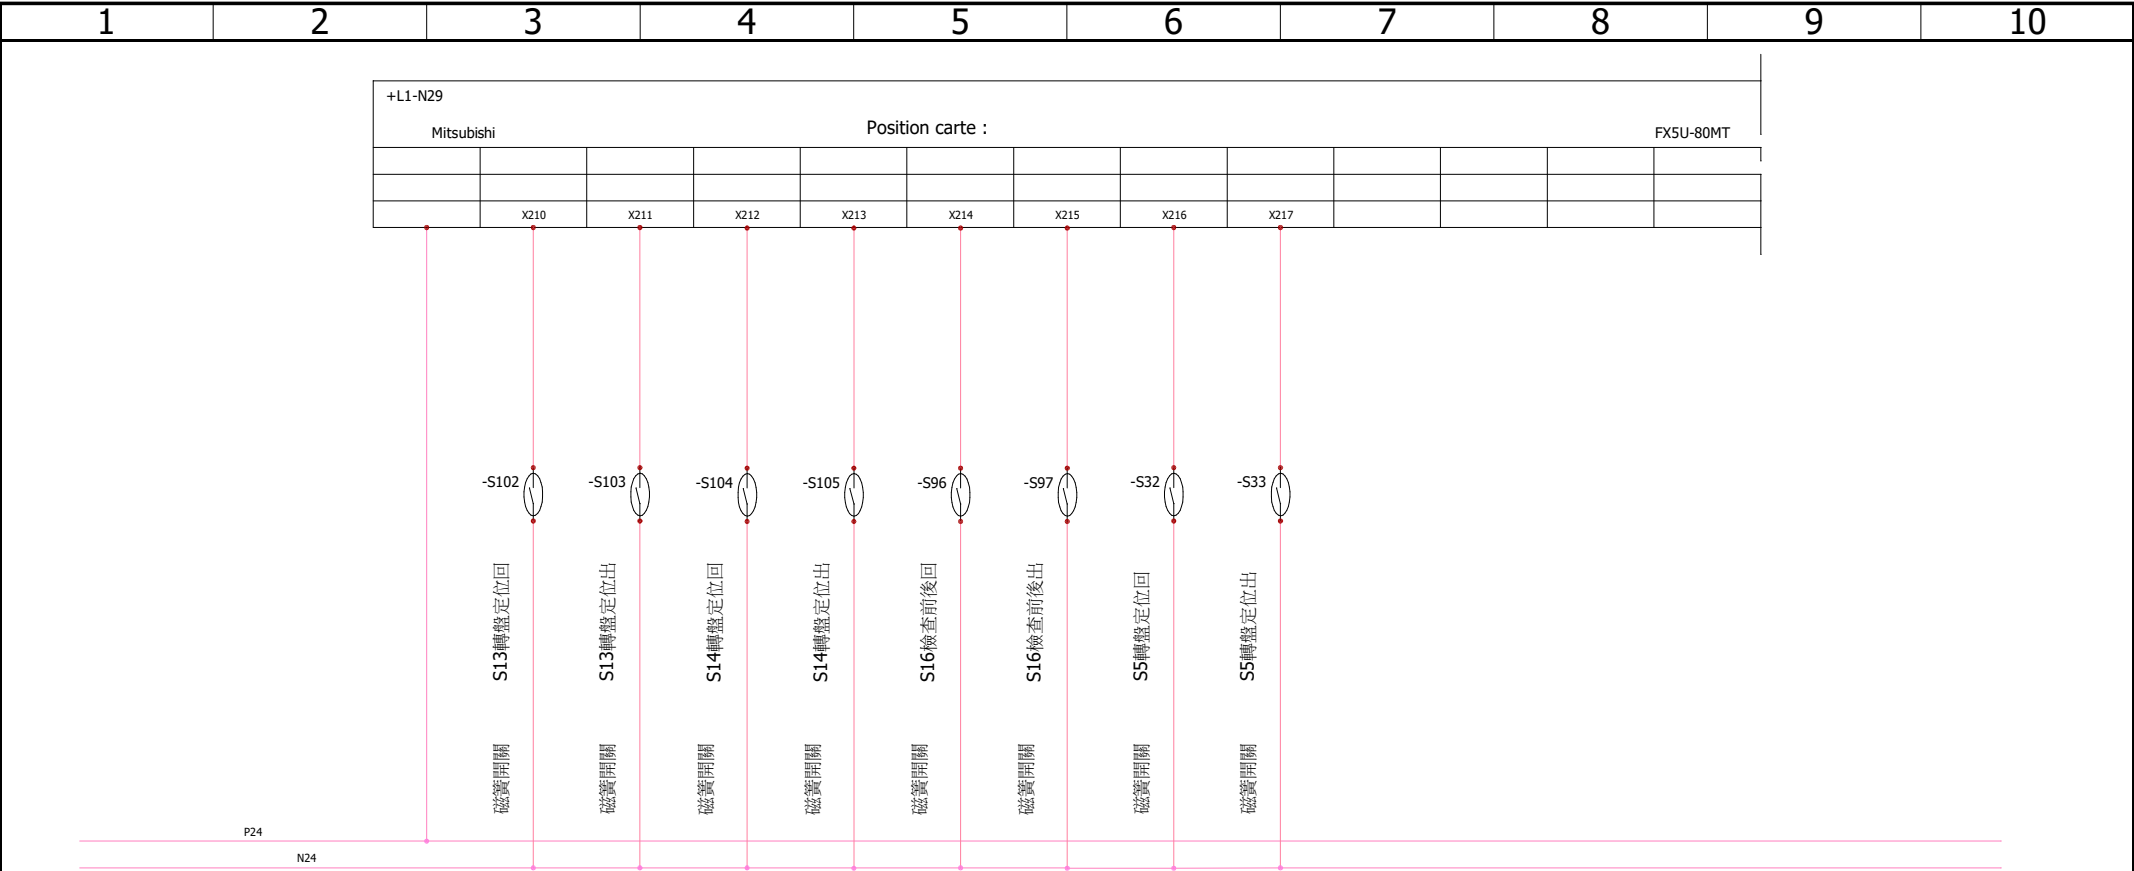 1 2 3 4 5 6 7 8 9 10
+L1-N29
Mitsubishi Position carte : FX5U-80MT
X210 X211 X212 X213 X214 X215 X216 X217
-S102 -S103 -S104 -S105 -S96 -S97 -S32 -S33
S13轉盤定位回
S13轉盤定位出
S14轉盤定位回
S14轉盤定位出
S16檢查前後回
S16檢查前後出
S5轉盤定位回
S5轉盤定位出
磁簧開關
磁簧開關
磁簧開關
磁簧開關
磁簧開關
磁簧開關
磁簧開關
磁簧開關
P24
N24